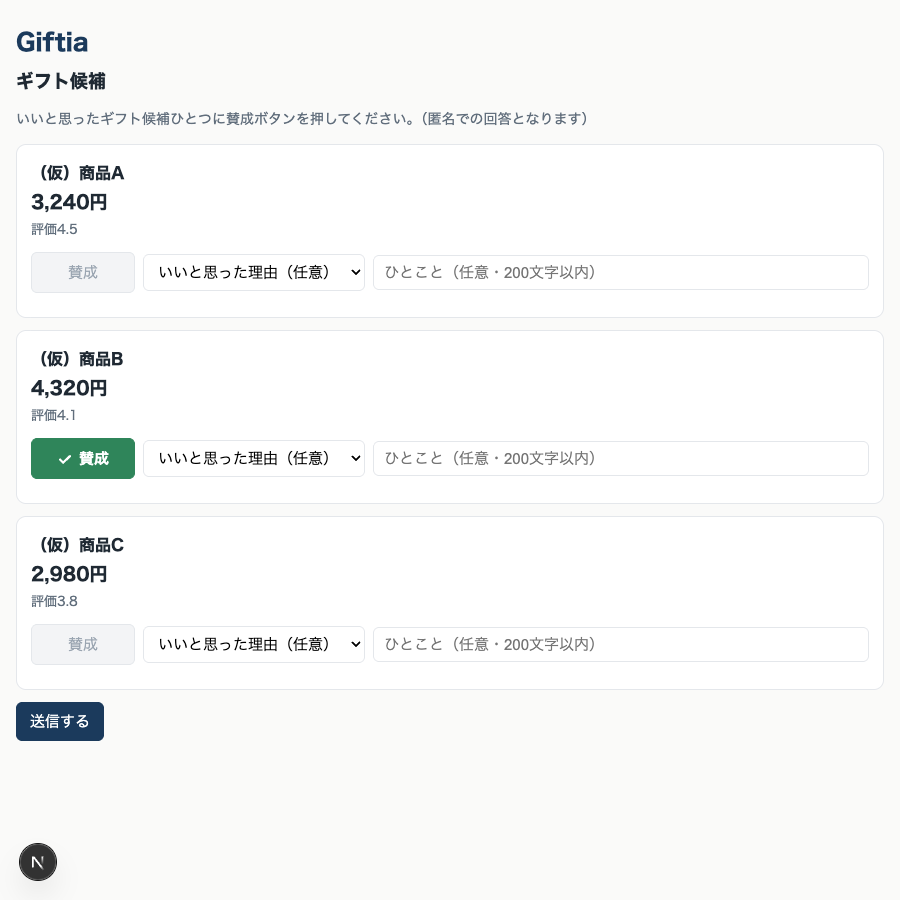 Giftia
ギフト候補
いいと思ったギフト候補ひとつに賛成ボタンを押してください。（匿名での回答となります）
（仮）商品A
3,240円
評価4.5
賛成 いいと思った理由（任意） ひとこと（任意・200文字以内）
（仮）商品B
4,320円
評価4.1
✓ 賛成 いいと思った理由（任意） ひとこと（任意・200文字以内）
（仮）商品C
2,980円
評価3.8
賛成 いいと思った理由（任意） ひとこと（任意・200文字以内）
送信する
N